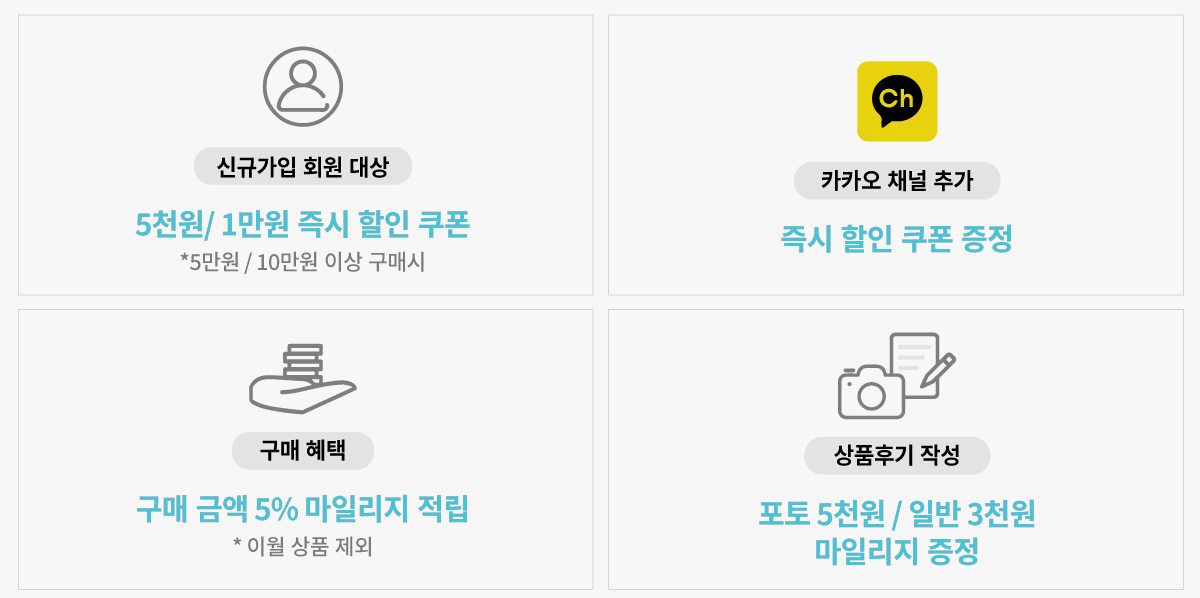 신규가입 회원 대상
5천원/ 1만원 즉시 할인 쿠폰
*5만원 / 10만원 이상 구매시
Ch
카카오 채널 추가
즉시 할인 쿠폰 증정
구매 혜택
구매 금액 5% 마일리지 적립
* 이월 상품 제외
상품후기 작성
포토 5천원 / 일반 3천원
마일리지 증정